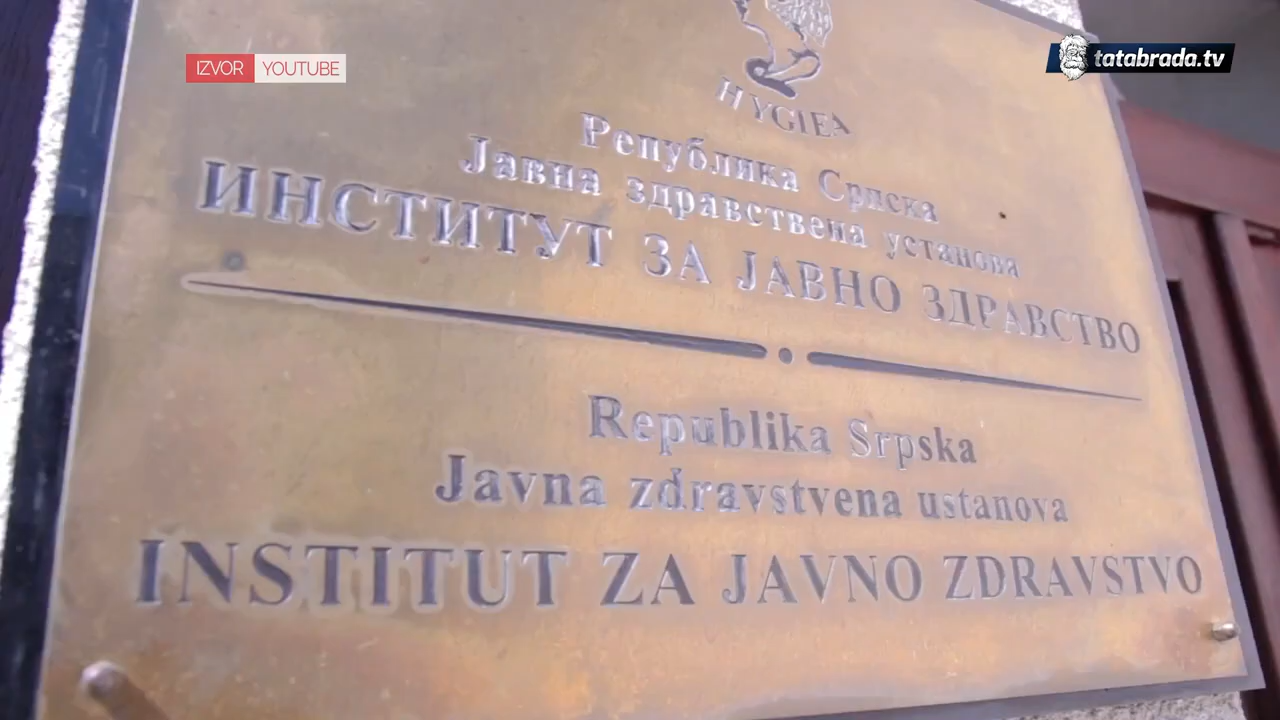 IZVOR YOUTUBE
tatabrada.tv
HYGIEA
Република Српска
Јавна здравствена установа
ИНСТИТУТ ЗА ЈАВНО ЗДРАВСТВО
Republika Srpska
Javna zdravstvena ustanova
INSTITUT ZA JAVNO ZDRAVSTVO